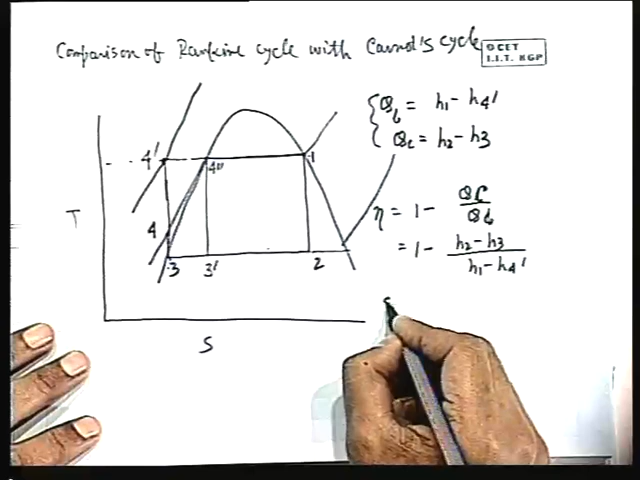 Comparison of Rankine cycle with Carnot's cycle
© CET
I.I.T. KGP
Qb = h1 - h4'
Qc = h2 - h3
η = 1 - Qc/Qb
= 1 - h2 - h3 / h1 - h4'
4'
4"
1
4
3
3'
2
T
S